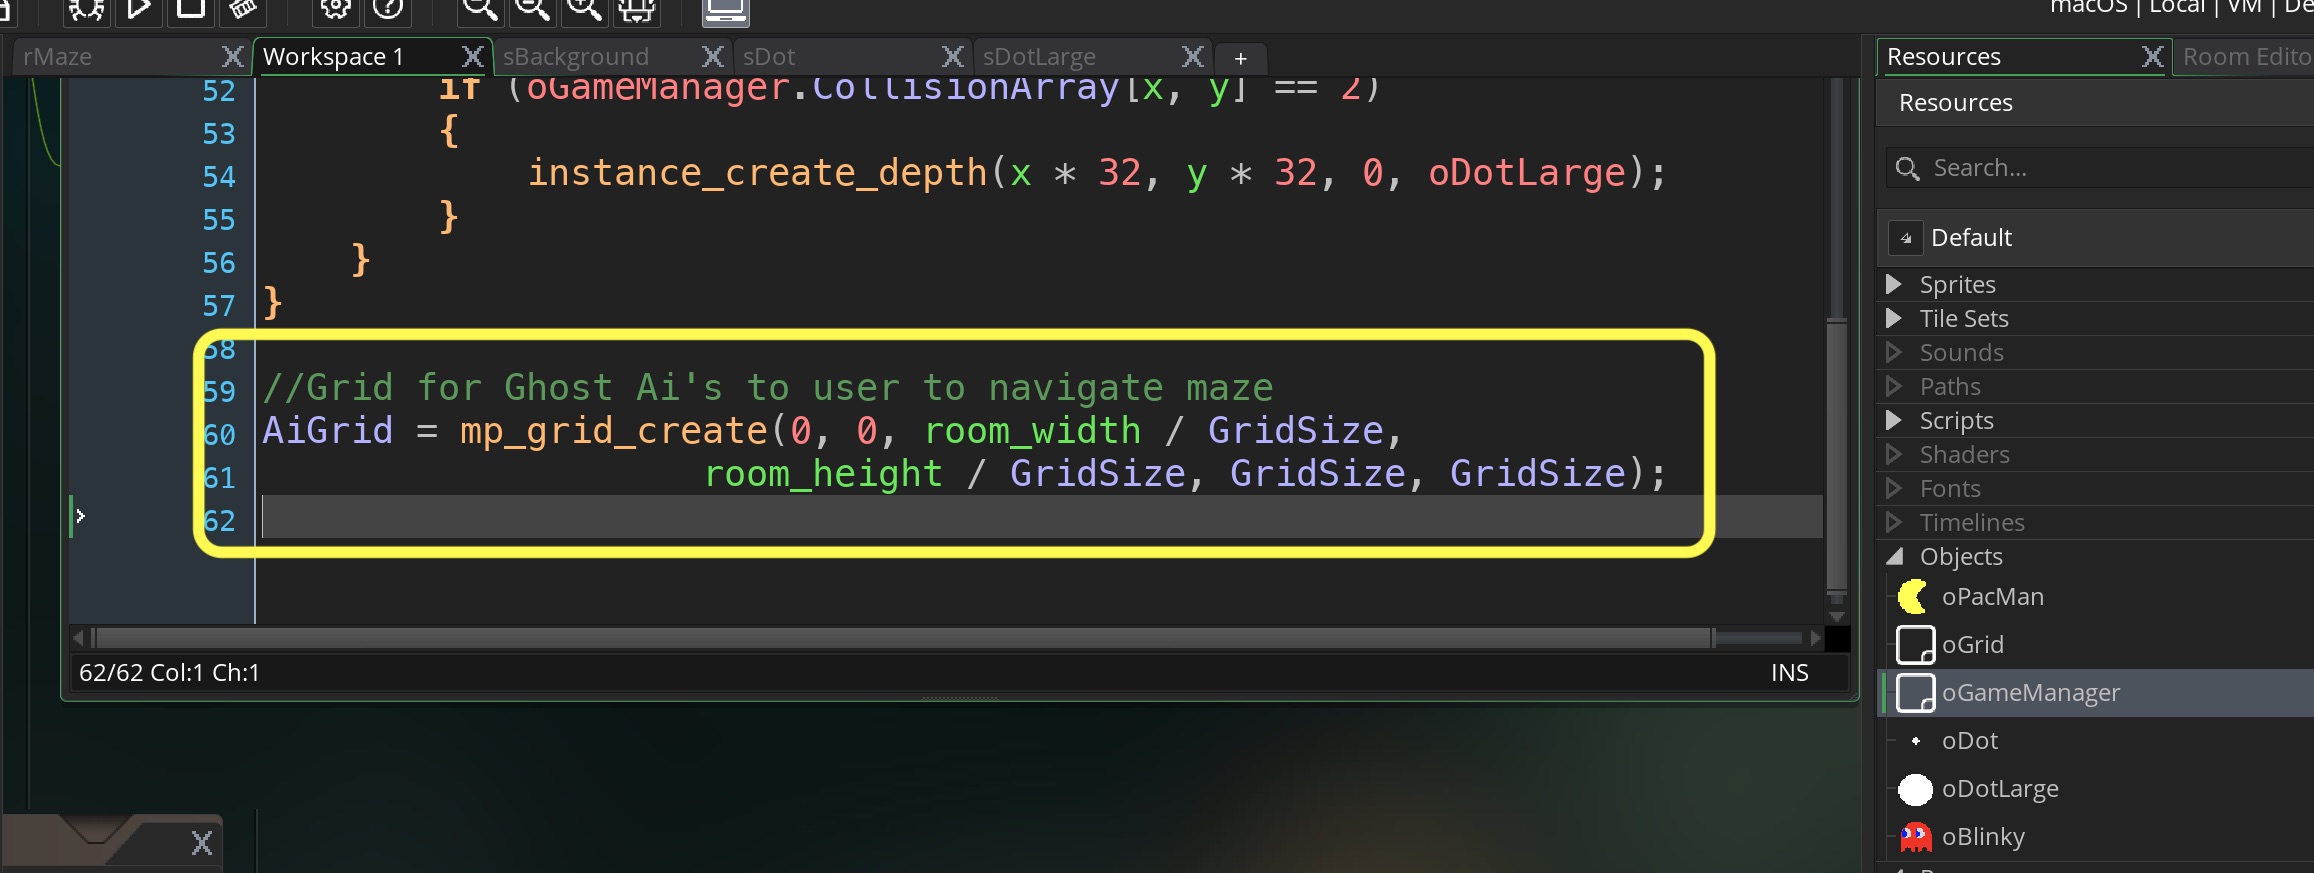 macOS | Local | VM |
rMaze
Workspace 1
sBackground
sDot
sDotLarge
+
Resources
Room Edito
Resources
Search...
Default
Sprites
Tile Sets
Sounds
Paths
Scripts
Shaders
Fonts
Timelines
Objects
oPacMan
oGrid
oGameManager
oDot
oDotLarge
oBlinky
52 if (oGameManager.CollisionArray[x, y] == 2)
53 {
54 instance_create_depth(x * 32, y * 32, 0, oDotLarge);
55 }
56 }
57 }
58
59 //Grid for Ghost Ai's to user to navigate maze
60 AiGrid = mp_grid_create(0, 0, room_width / GridSize,
61 room_height / GridSize, GridSize, GridSize);
62
62/62 Col:1 Ch:1
INS